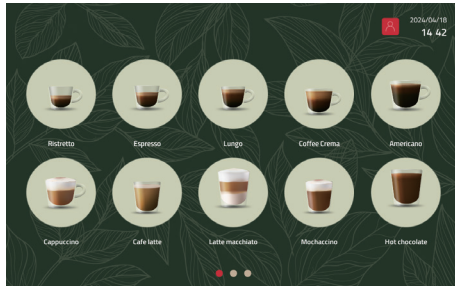 2024/04/18
14 42
Ristretto
Espresso
Lungo
Coffee Crema
Americano
Cappuccino
Cafe latte
Latte macchiato
Mochaccino
Hot chocolate